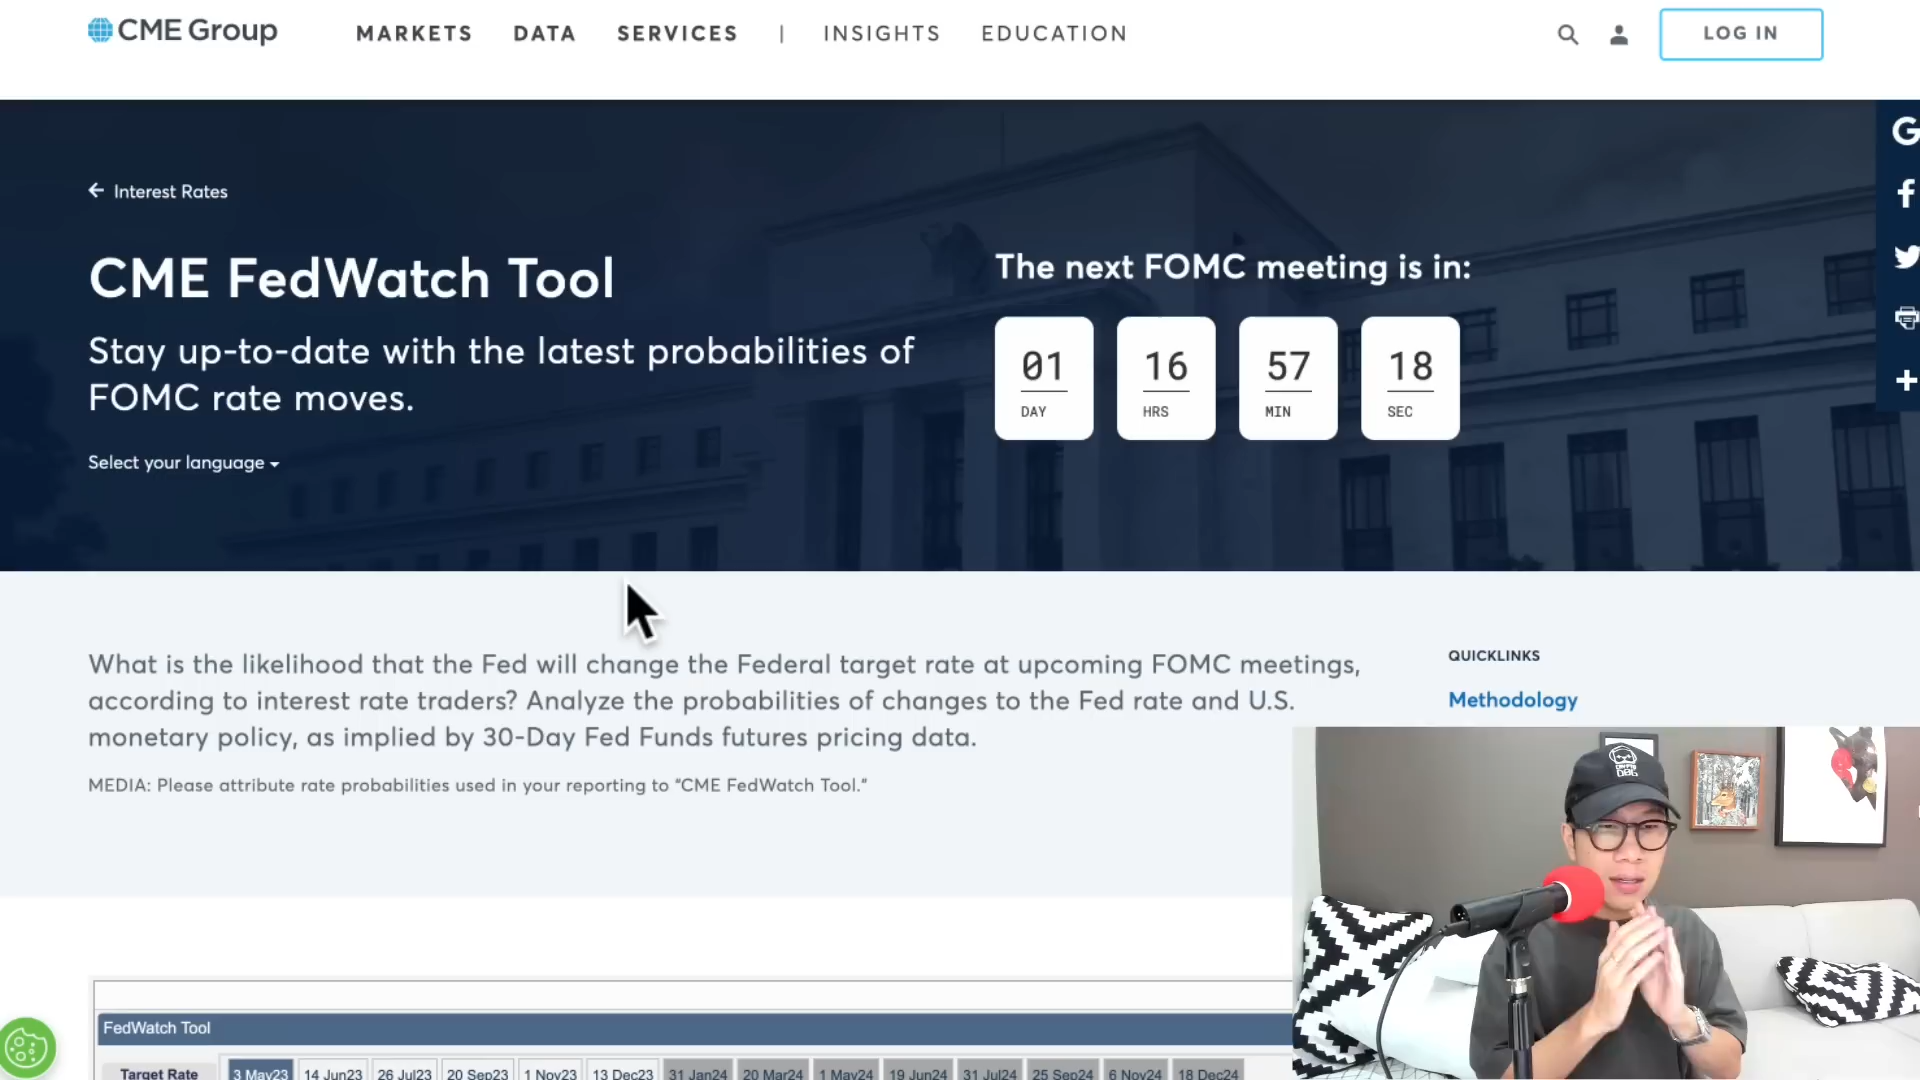 CME Group
MARKETS DATA SERVICES | INSIGHTS EDUCATION
LOG IN
Interest Rates
CME FedWatch Tool
Stay up-to-date with the latest probabilities of
FOMC rate moves.
Select your language
The next FOMC meeting is in:
01 16 57 18
DAY HRS MIN SEC
What is the likelihood that the Fed will change the Federal target rate at upcoming FOMC meetings,
according to interest rate traders? Analyze the probabilities of changes to the Fed rate and U.S.
monetary policy, as implied by 30-Day Fed Funds futures pricing data.
MEDIA: Please attribute rate probabilities used in your reporting to “CME FedWatch Tool.”
QUICKLINKS
Methodology
CRYPTO
DOG
FedWatch Tool
Target Rate 3 May23 14 Jun23 26 Jul23 20 Sep23 1 Nov23 13 Dec23 31 Jan24 20 Mar24 1 May24 19 Jun24 31 Jul24 25 Sep24 6 Nov24 18 Dec24